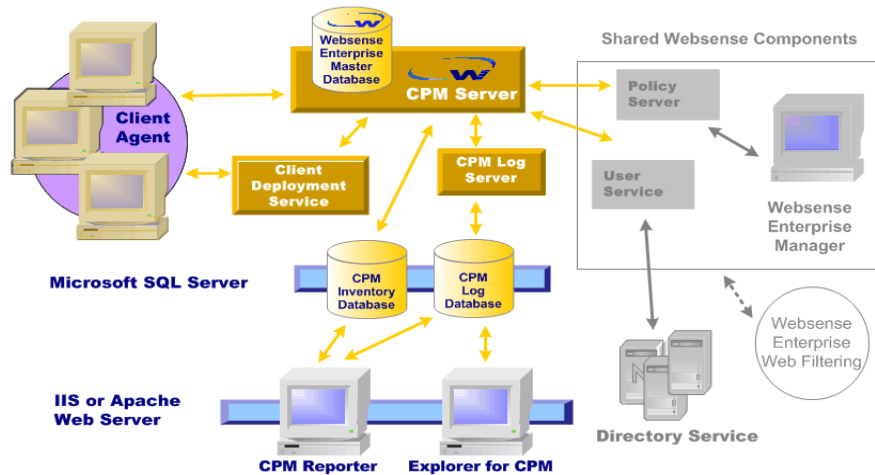 Websense
Enterprise
Master
Database
CPM Server
Shared Websense Components
Policy
Server
Client
Agent
Client
Deployment
Service
CPM Log
Server
User
Service
Websense
Enterprise
Manager
Microsoft SQL Server
CPM
Inventory
Database
CPM
Log
Database
Websense
Enterprise
Web Filtering
IIS or Apache
Web Server
N
Directory Service
CPM Reporter
Explorer for CPM